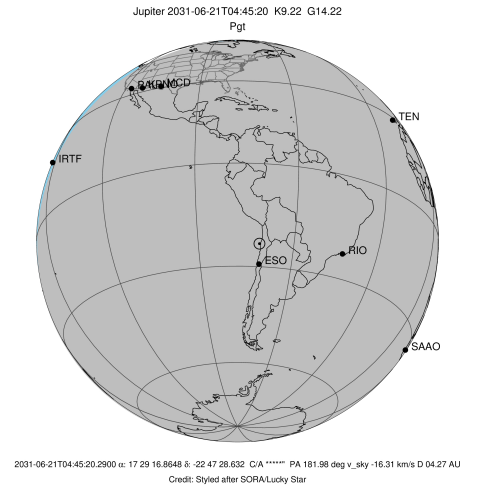 Jupiter 2031-06-21T04:45:20 K9.22 G14.22
Pgt
MCD
TEN
IRTF
RIO
ESO
SAAO
2031-06-21T04:45:20.2900 α: 17 29 16.8648 δ: -22 47 28.632 C/A *****" PA 181.98 deg v_sky -16.31 km/s D 04.27 AU
Credit: Styled after SORA/Lucky Star